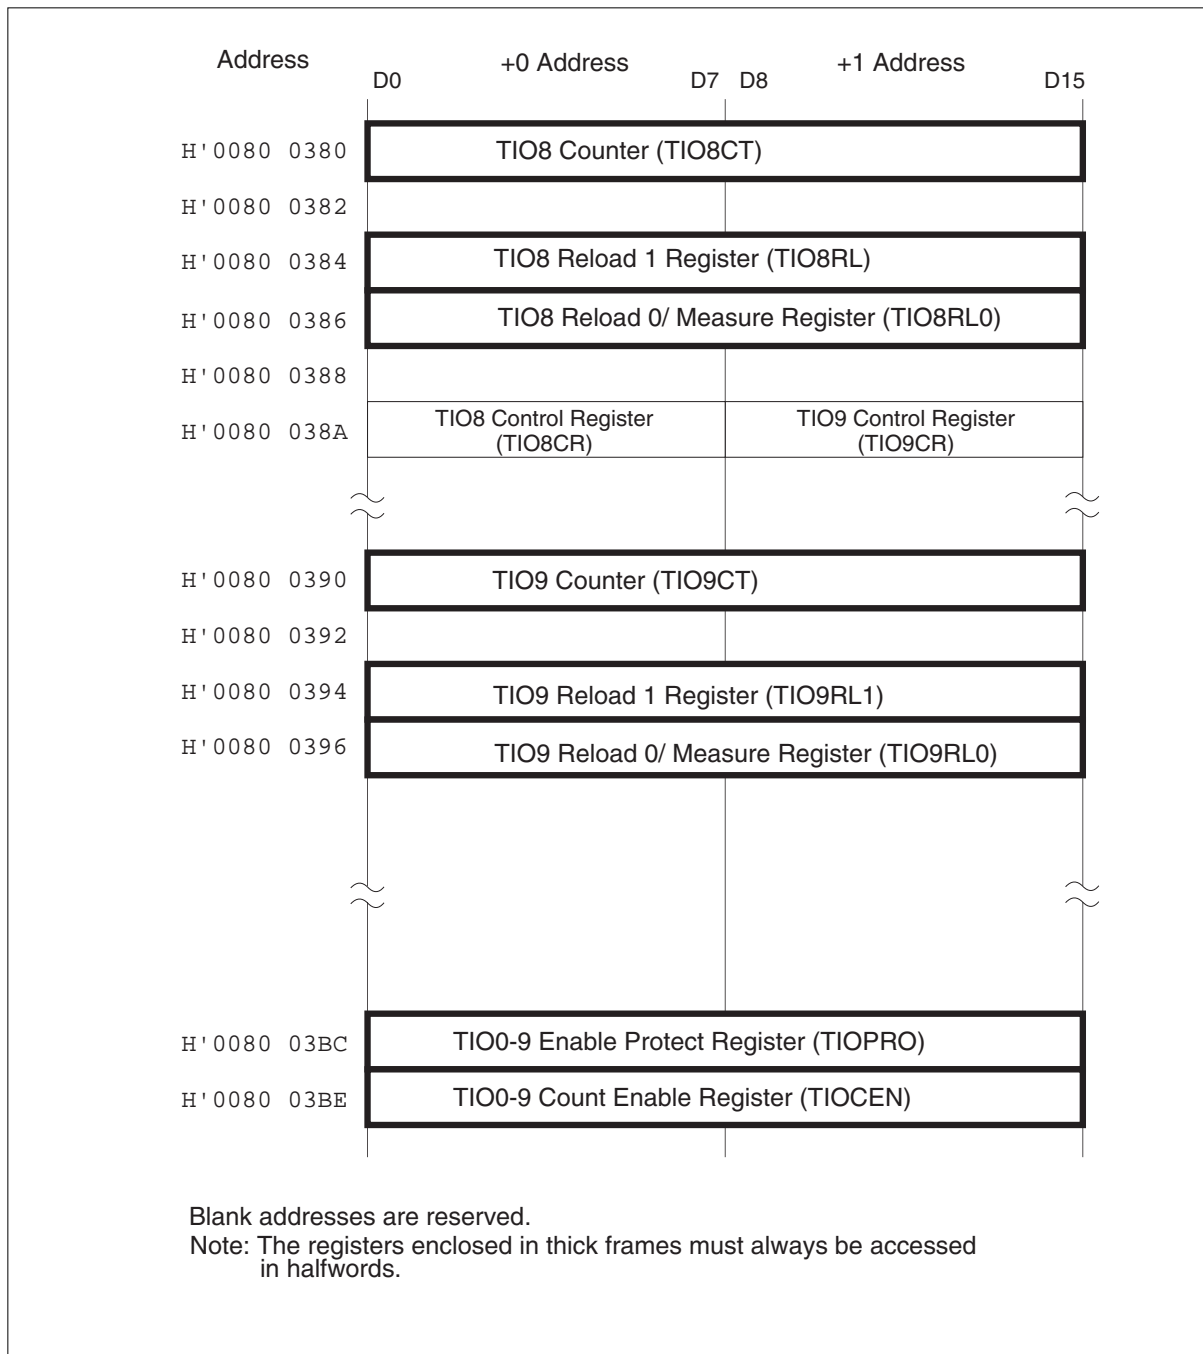 Address +0 Address +1 Address
D0 D7 D8 D15
H'0080 0380 TIO8 Counter (TIO8CT)
H'0080 0382
H'0080 0384 TIO8 Reload 1 Register (TIO8RL)
H'0080 0386 TIO8 Reload 0/ Measure Register (TIO8RL0)
H'0080 0388
H'0080 038A
TIO8 Control Register
(TIO8CR)
TIO9 Control Register
(TIO9CR)
H'0080 0390 TIO9 Counter (TIO9CT)
H'0080 0392
H'0080 0394 TIO9 Reload 1 Register (TIO9RL1)
H'0080 0396 TIO9 Reload 0/ Measure Register (TIO9RL0)
H'0080 03BC TIO0-9 Enable Protect Register (TIOPRO)
H'0080 03BE TIO0-9 Count Enable Register (TIOCEN)
Blank addresses are reserved.
Note: The registers enclosed in thick frames must always be accessed
in halfwords.